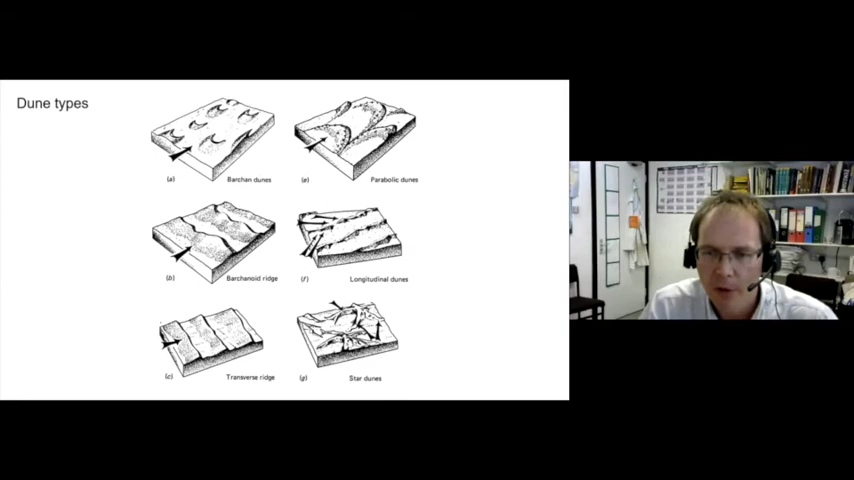 Dune types
(a) Barchan dunes
(e) Parabolic dunes
(b) Barchanoid ridge
(f) Longitudinal dunes
(c) Transverse ridge
(g) Star dunes